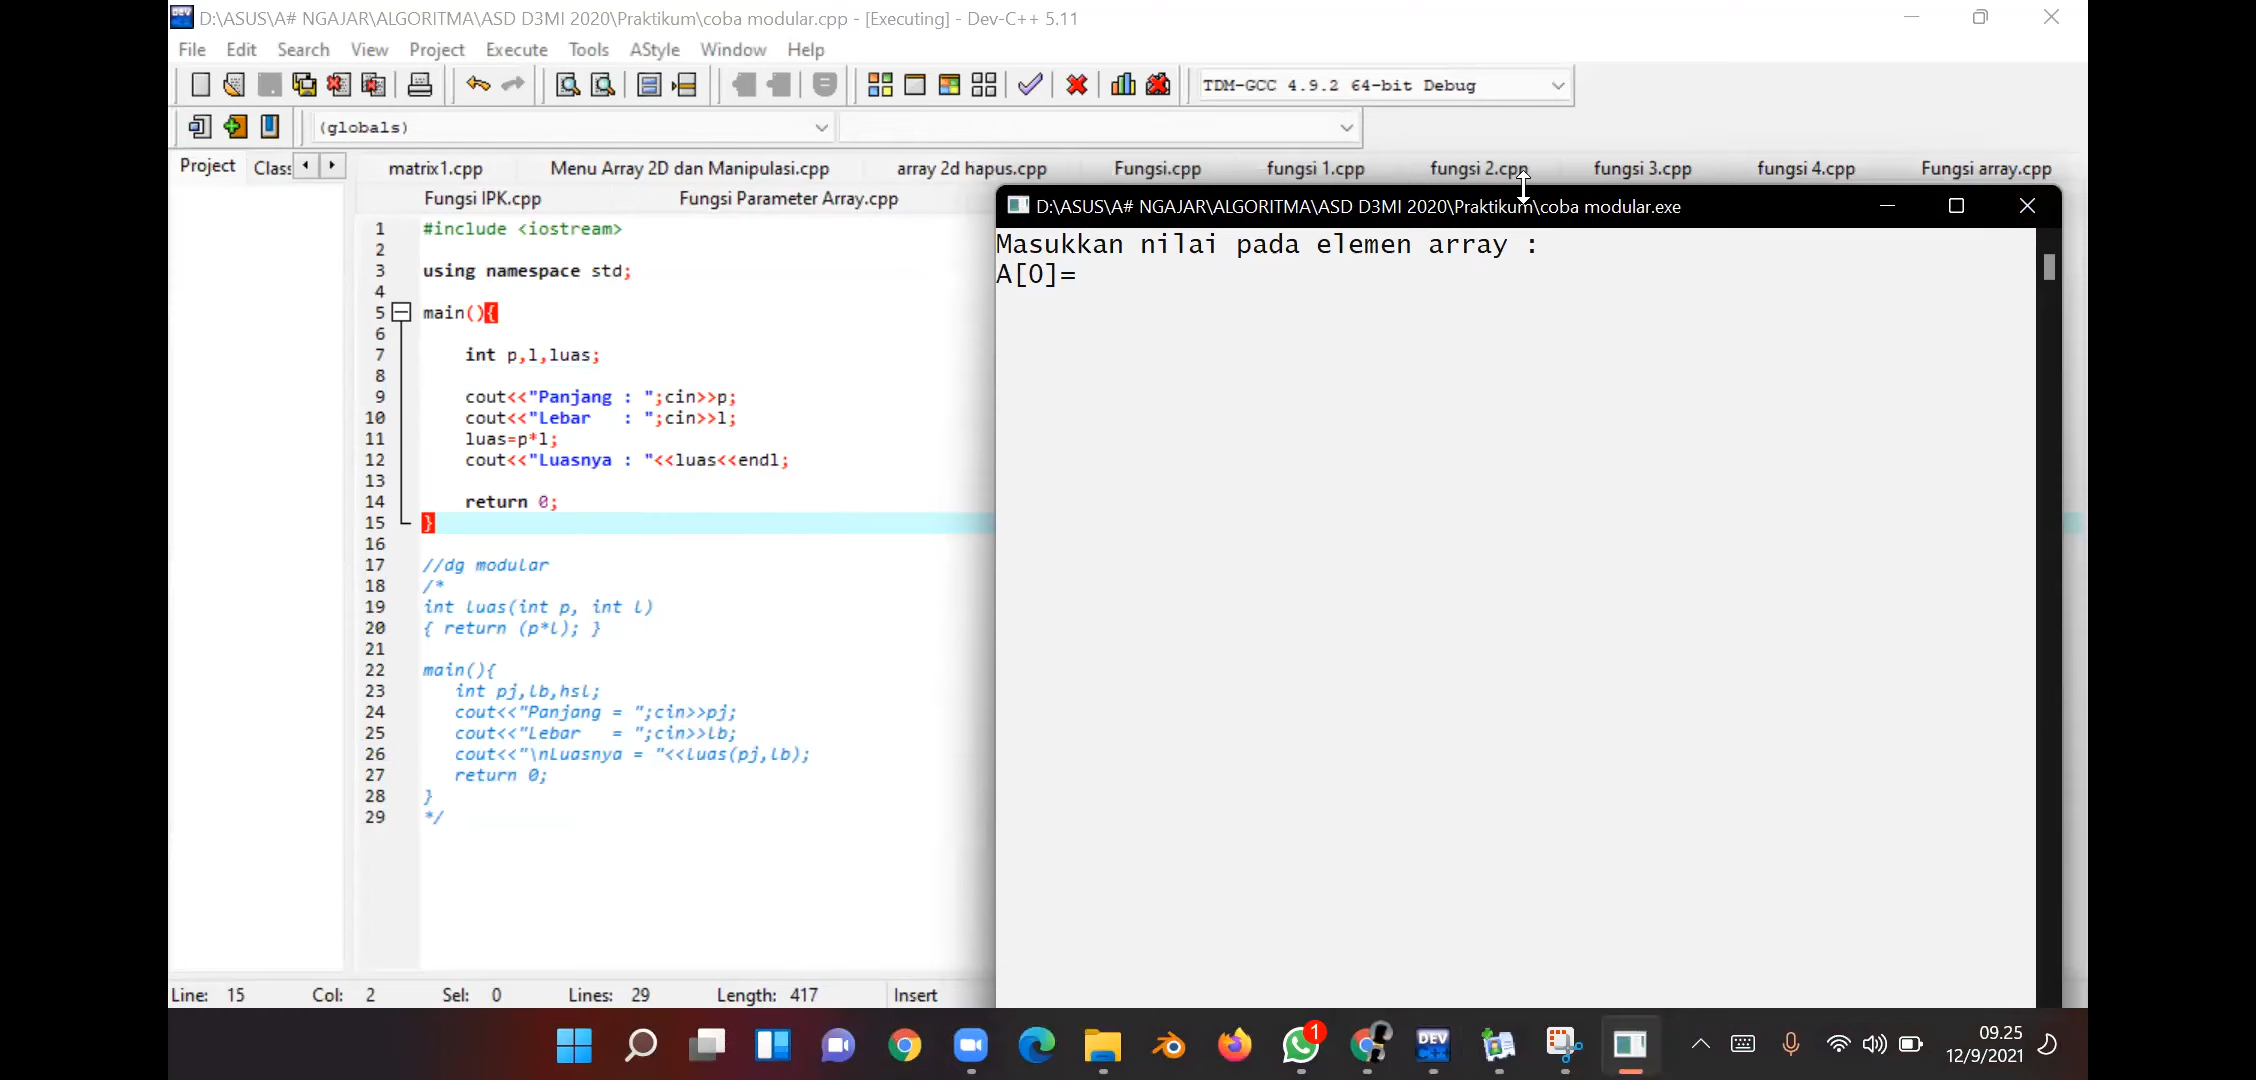 D:\ASUS\A# NGAJAR\ALGORITMA\ASD D3MI 2020\Praktikum\coba modular.cpp - [Executing] - Dev-C++ 5.11
File Edit Search View Project Execute Tools AStyle Window Help
TDM-GCC 4.9.2 64-bit Debug
(globals)
Project Clas
matrix1.cpp Menu Array 2D dan Manipulasi.cpp array 2d hapus.cpp Fungsi.cpp fungsi 1.cpp fungsi 2.cpp fungsi 3.cpp fungsi 4.cpp Fungsi array.cpp
Fungsi IPK.cpp Fungsi Parameter Array.cpp
1 #include <iostream>
2
3 using namespace std;
4
5 main(){
6
7 int p,l,luas;
8
9 cout<<"Panjang : ";cin>>p;
10 cout<<"Lebar   : ";cin>>l;
11 luas=p*l;
12 cout<<"Luasnya : "<<luas<<endl;
13
14 return 0;
15 }
16
17 //dg modular
18 /*
19 int luas(int p, int l)
20 { return (p*l); }
21
22 main(){
23 int pj,lb,hsl;
24 cout<<"Panjang = ";cin>>pj;
25 cout<<"Lebar   = ";cin>>lb;
26 cout<<"\nLuasnya = "<<luas(pj,lb);
27 return 0;
28 }
29 */
D:\ASUS\A# NGAJAR\ALGORITMA\ASD D3MI 2020\Praktikum\coba modular.exe
Masukkan nilai pada elemen array :
A[0]=
Line: 15 Col: 2 Sel: 0 Lines: 29 Length: 417 Insert
1
DEV
C++
09.25
12/9/2021